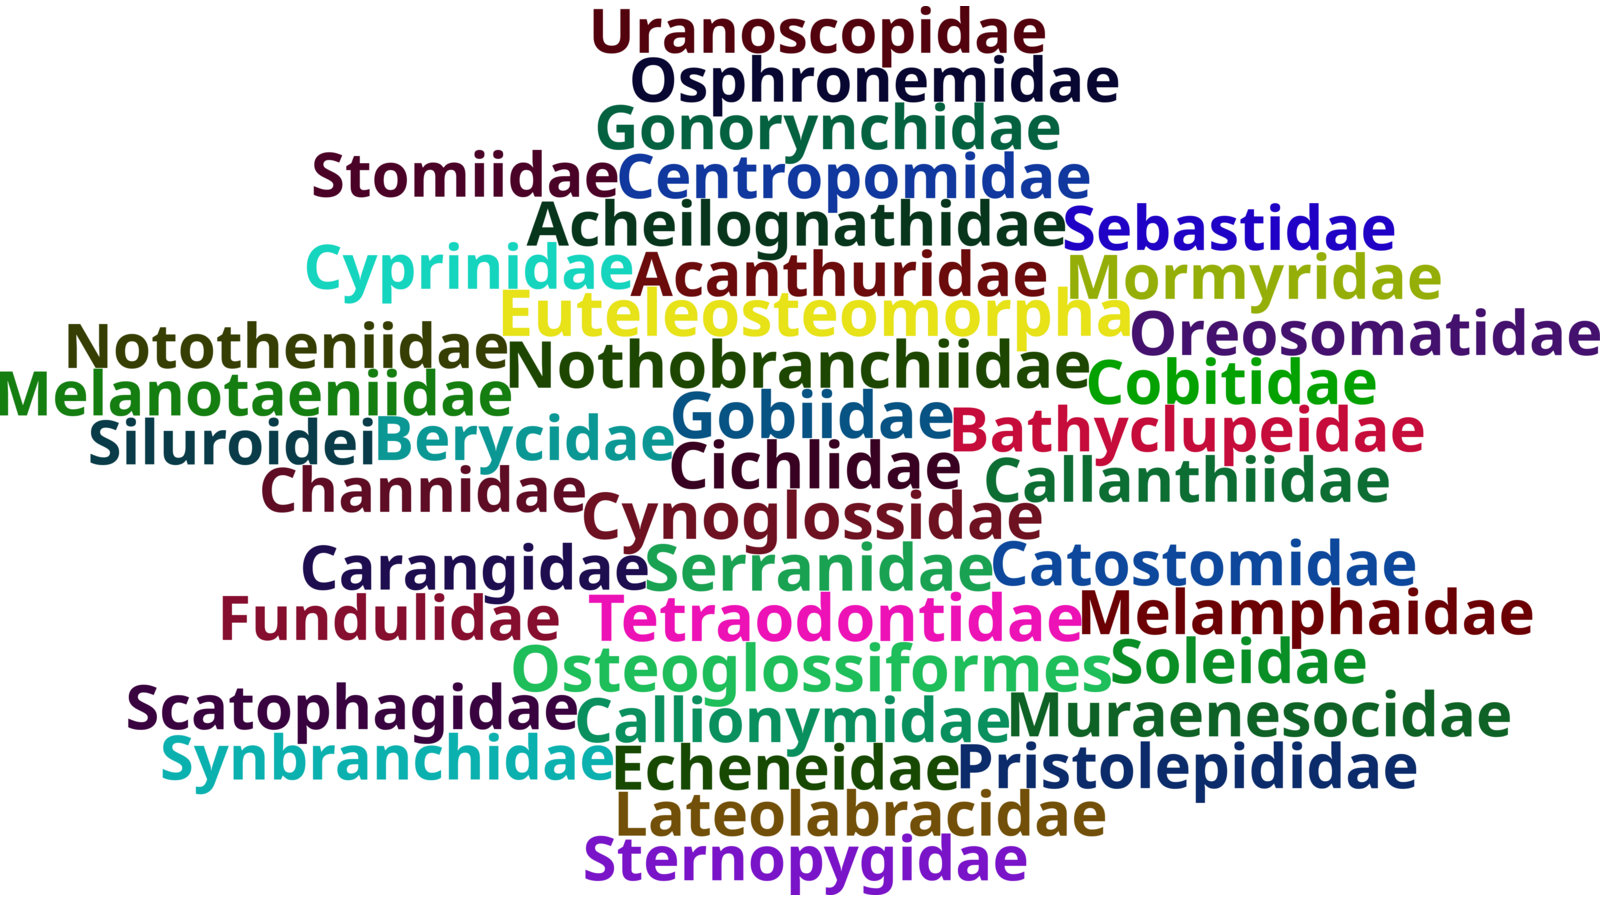 Uranoscopidae
Osphronemidae
Gonorynchidae
Stomiidae Centropomidae
Acheilognathidae Sebastidae
Cyprinidae Acanthuridae Mormyridae
Euteleosteomorpha Oreosomatidae
Nototheniidae Nothobranchiidae Cobitidae
Melanotaeniidae Gobiidae Bathyclupeidae
Siluroidei Berycidae Cichlidae Callanthiidae
Channidae Cynoglossidae
Carangidae Serranidae Catostomidae
Fundulidae Tetraodontidae Melamphaidae
Osteoglossiformes Soleidae
Scatophagidae Callionymidae Muraenesocidae
Synbranchidae Echeneidae Pristolepididae
Lateolabracidae
Sternopygidae